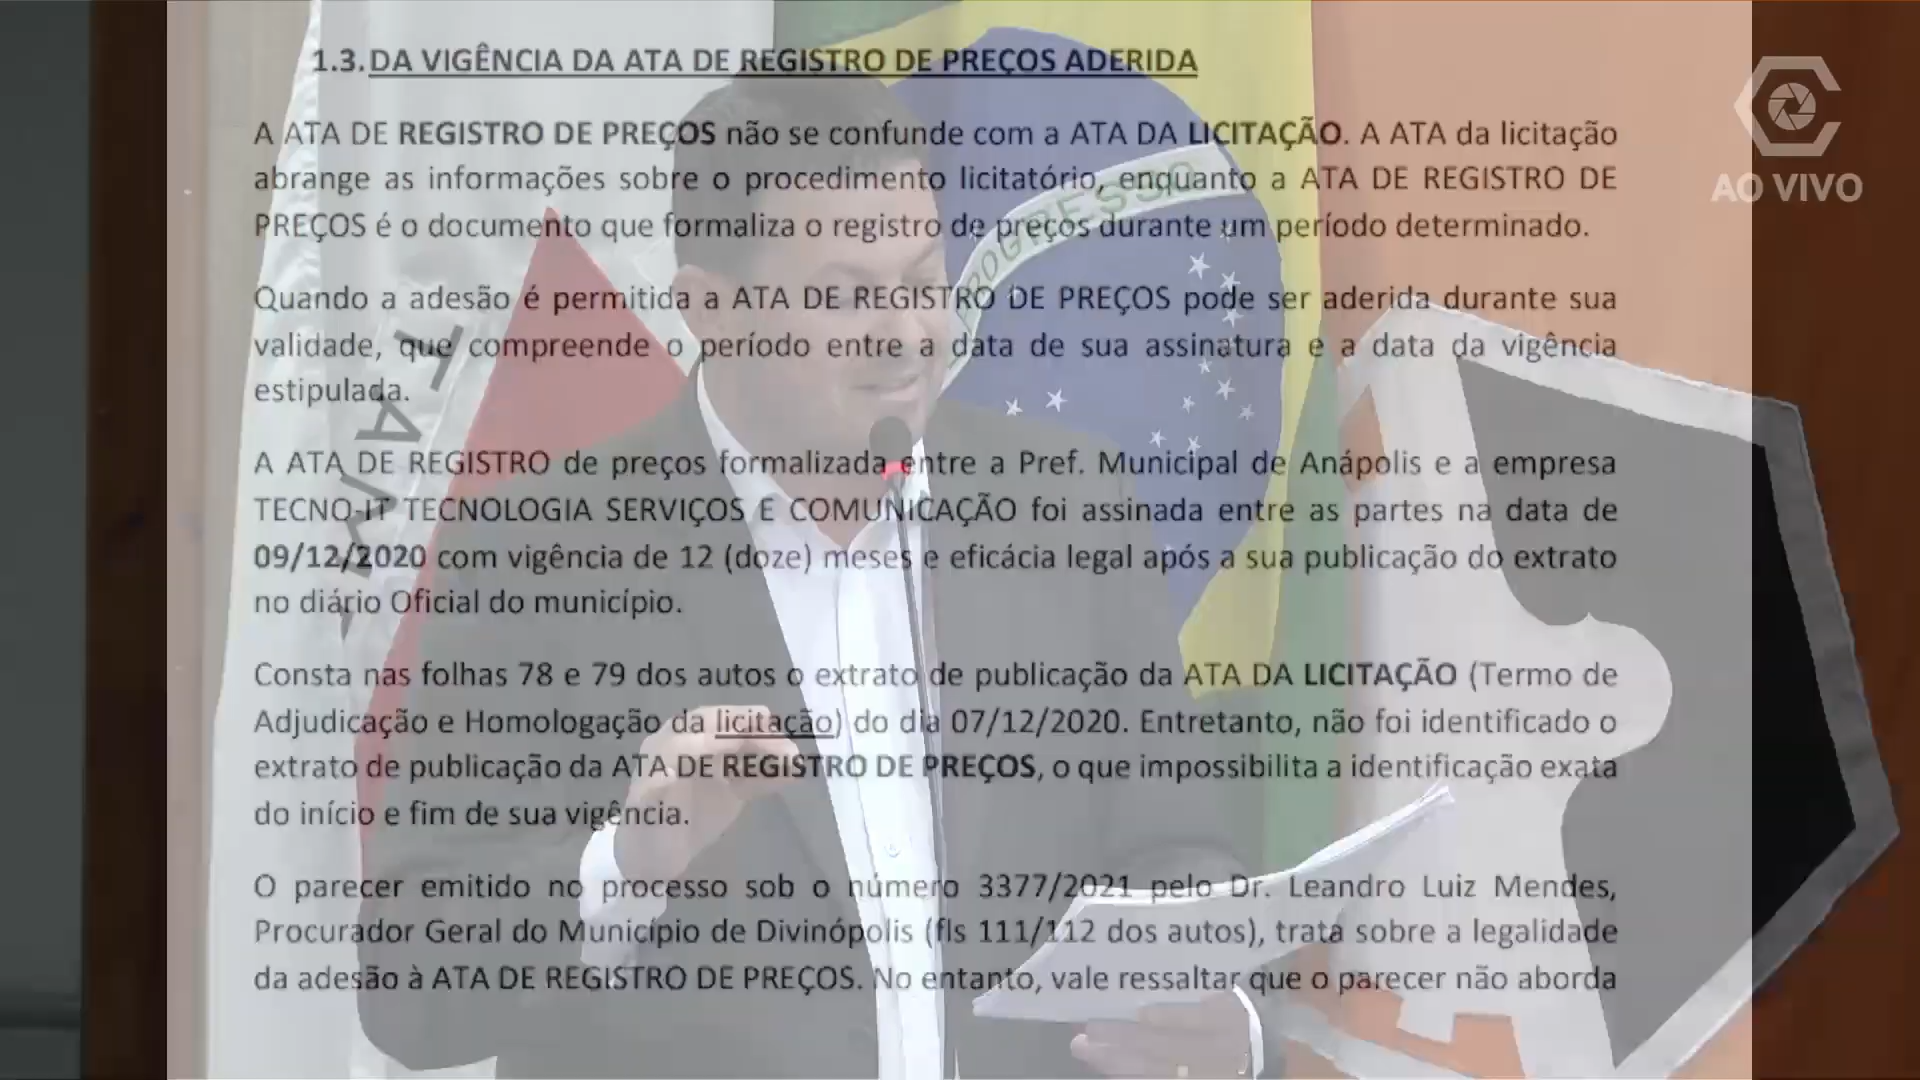 1.3. DA VIGÊNCIA DA ATA DE REGISTRO DE PREÇOS ADERIDA
A ATA DE REGISTRO DE PREÇOS não se confunde com a ATA DA LICITAÇÃO. A ATA da licitação
abrange as informações sobre o procedimento licitatório, enquanto a ATA DE REGISTRO DE
PREÇOS é o documento que formaliza o registro de preços durante um período determinado.
Quando a adesão é permitida a ATA DE REGISTRO DE PREÇOS pode ser aderida durante sua
validade, que compreende o período entre a data de sua assinatura e a data da vigência
estipulada.
A ATA DE REGISTRO de preços formalizada entre a Pref. Municipal de Anápolis e a empresa
TECNO-IT TECNOLOGIA SERVIÇOS E COMUNICAÇÃO foi assinada entre as partes na data de
09/12/2020 com vigência de 12 (doze) meses e eficácia legal após a sua publicação do extrato
no diário Oficial do município.
Consta nas folhas 78 e 79 dos autos o extrato de publicação da ATA DA LICITAÇÃO (Termo de
Adjudicação e Homologação da licitação) do dia 07/12/2020. Entretanto, não foi identificado o
extrato de publicação da ATA DE REGISTRO DE PREÇOS, o que impossibilita a identificação exata
do início e fim de sua vigência.
O parecer emitido no processo sob o número 3377/2021 pelo Dr. Leandro Luiz Mendes,
Procurador Geral do Município de Divinópolis (fls 111/112 dos autos), trata sobre a legalidade
da adesão à ATA DE REGISTRO DE PREÇOS. No entanto, vale ressaltar que o parecer não aborda
AO VIVO
PROGRESSO
TAM